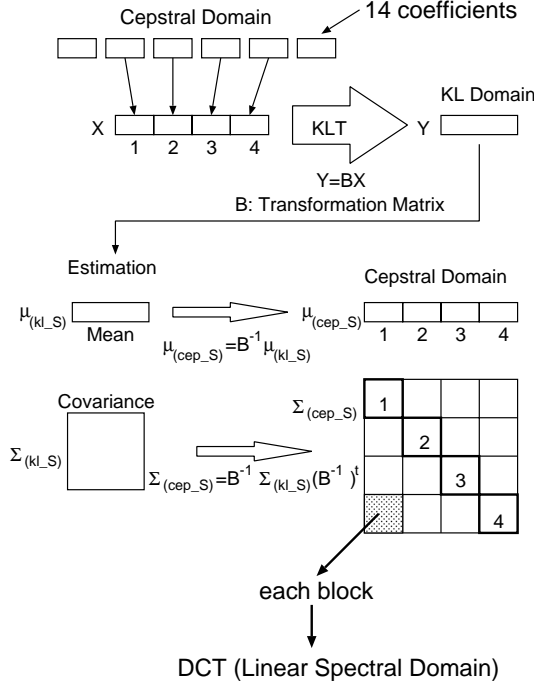 Cepstral Domain
14 coefficients
X
1 2 3 4
KLT
Y
KL Domain
Y=BX
B: Transformation Matrix
Estimation
μ(kl_S)
Mean
μ(cep_S)=B⁻¹μ(kl_S)
Cepstral Domain
μ(cep_S)
1 2 3 4
Covariance
Σ(kl_S)
Σ(cep_S)=B⁻¹ Σ(kl_S)(B⁻¹ )ᵗ
Σ(cep_S)
1
2
3
4
each block
DCT (Linear Spectral Domain)